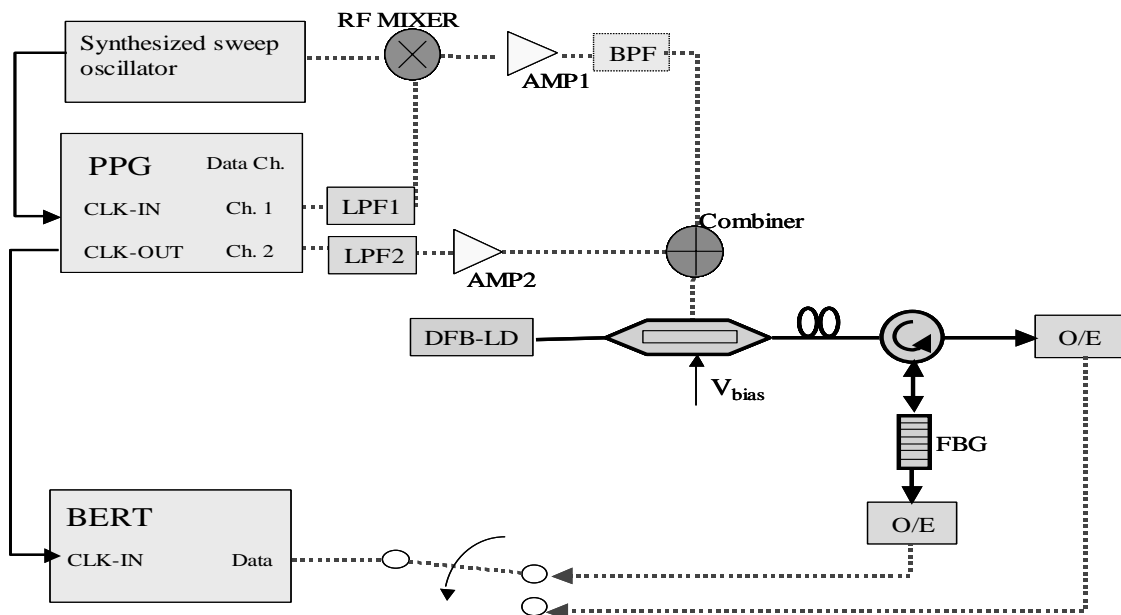 RF MIXER
Synthesized sweep
oscillator
BPF
AMP1
PPG
Data Ch.
CLK-IN
Ch. 1
LPF1
CLK-OUT
Ch. 2
LPF2
AMP2
Combiner
DFB-LD
O/E
Vbias
FBG
O/E
BERT
CLK-IN
Data